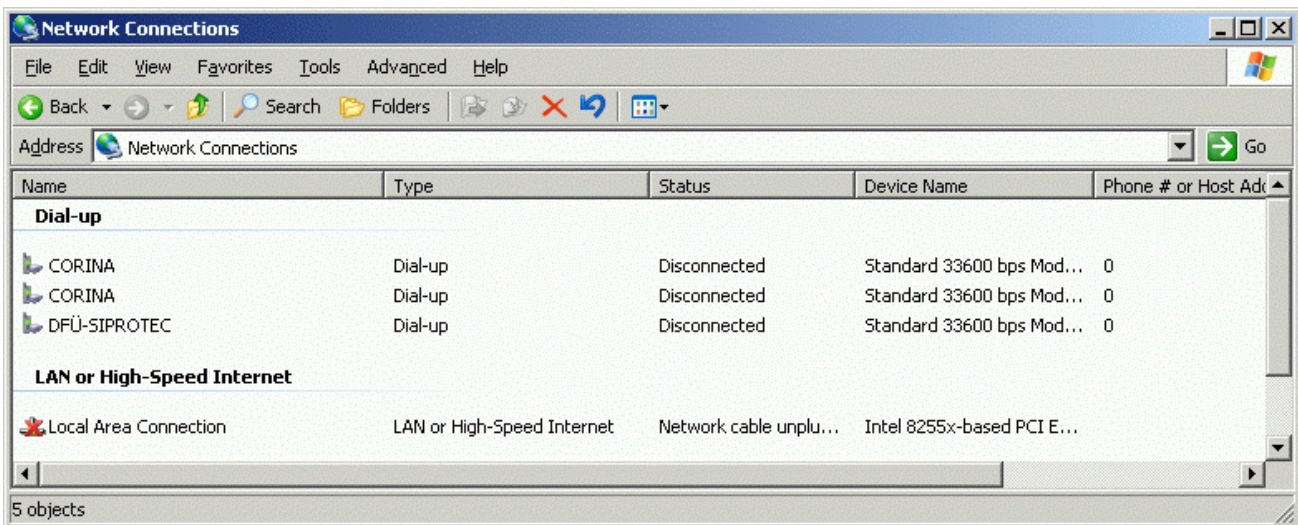 Network Connections
File Edit View Favorites Tools Advanced Help
Back Search Folders
Address Network Connections Go
Name Type Status Device Name Phone # or Host Add
Dial-up
CORINA Dial-up Disconnected Standard 33600 bps Mod... 0
CORINA Dial-up Disconnected Standard 33600 bps Mod... 0
DFÜ-SIPROTEC Dial-up Disconnected Standard 33600 bps Mod... 0
LAN or High-Speed Internet
Local Area Connection LAN or High-Speed Internet Network cable unplu... Intel 8255x-based PCI E...
5 objects